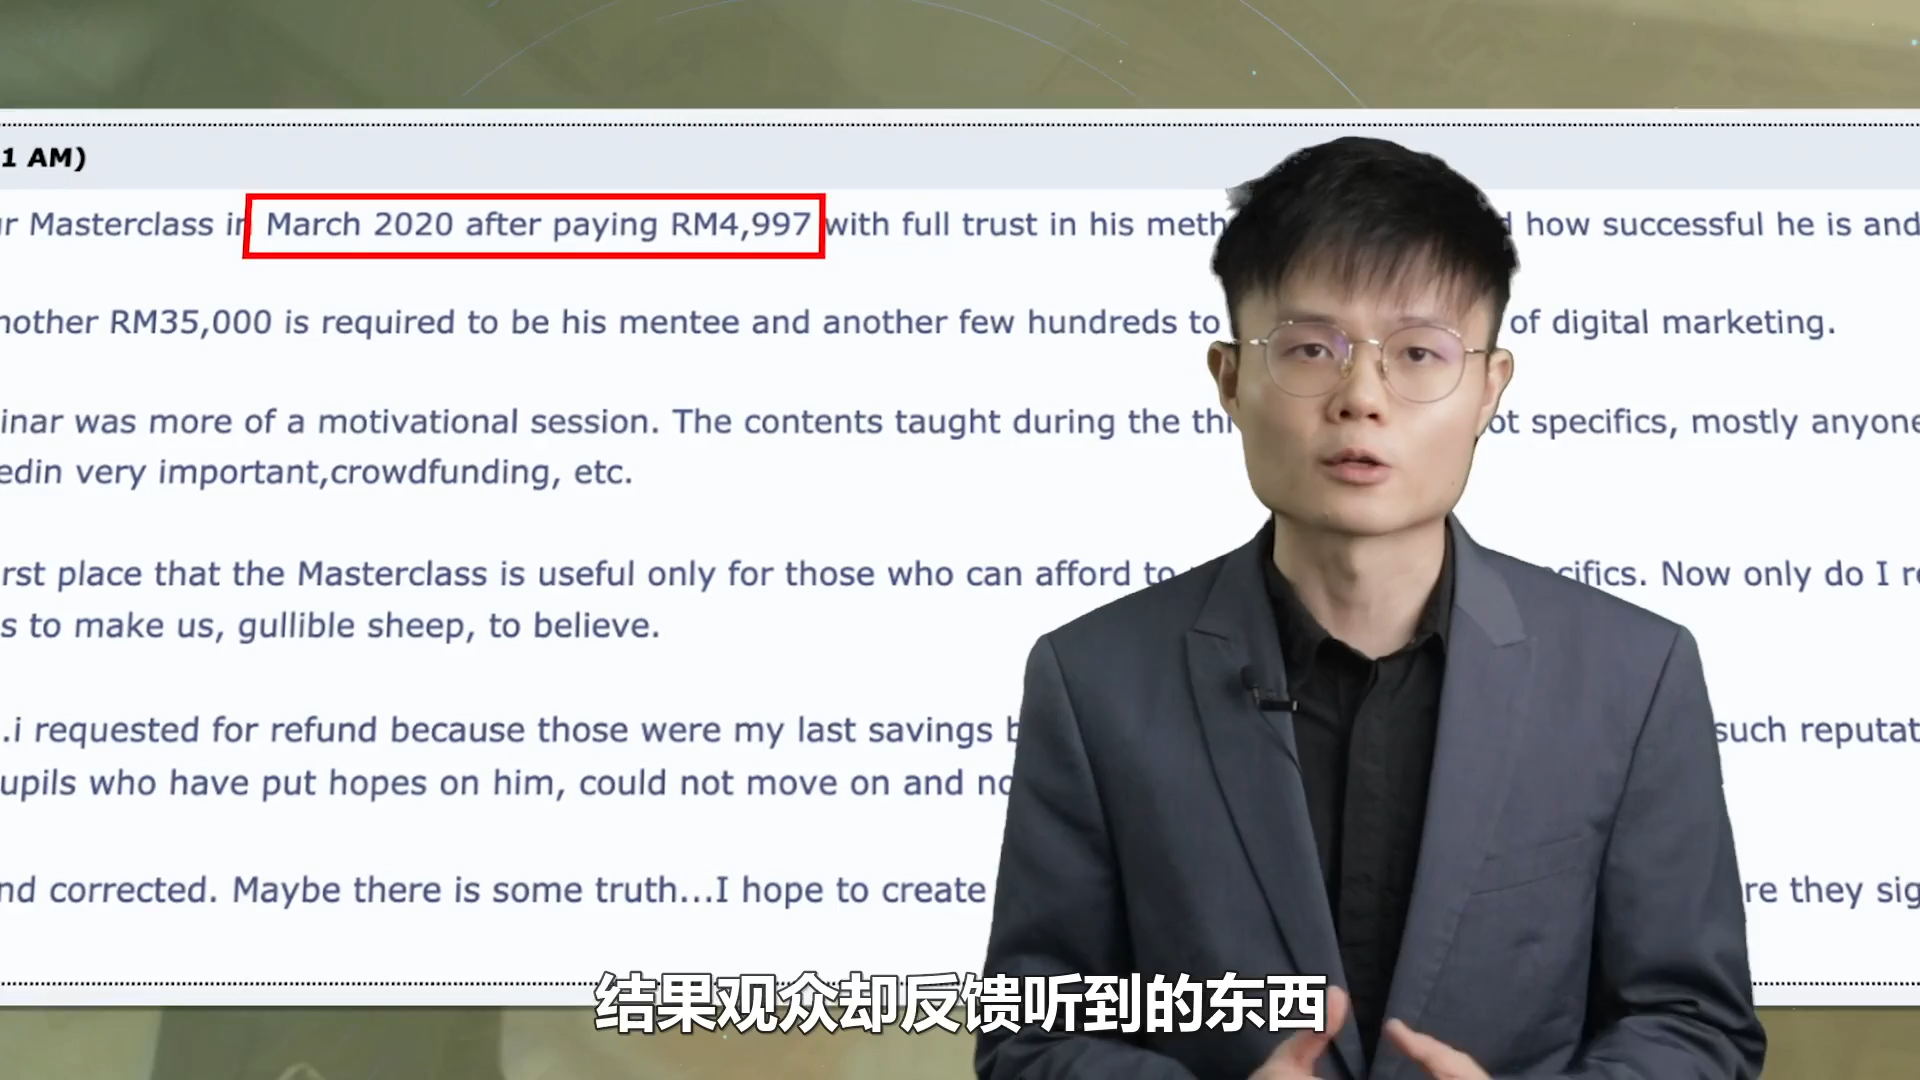 1 AM)
r Masterclass in March 2020 after paying RM4,997 with full trust in his meth how successful he is and
nother RM35,000 is required to be his mentee and another few hundreds to of digital marketing.
inar was more of a motivational session. The contents taught during the ot specifics, mostly anyone
edin very important,crowdfunding, etc.
rst place that the Masterclass is useful only for those who can afford to cifics. Now only do I
s to make us, gullible sheep, to believe.
..i requested for refund because those were my last savings such reputat
upils who have put hopes on him, could not move on and
nd corrected. Maybe there is some truth...I hope to create re they sig
结果观众却反馈听到的东西